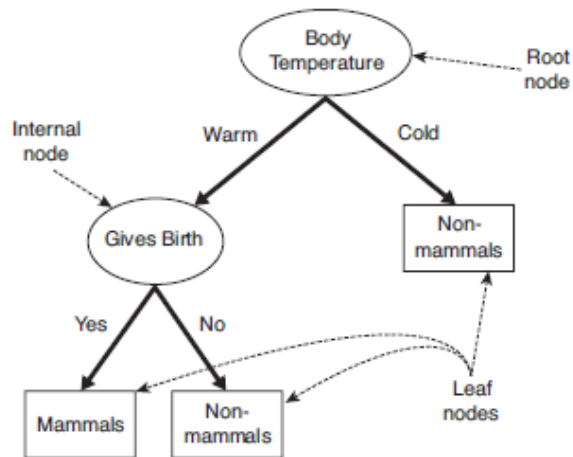 Body
Temperature
Root
node
Internal
node
Warm
Cold
Gives Birth
Non-
mammals
Yes
No
Mammals
Non-
mammals
Leaf
nodes